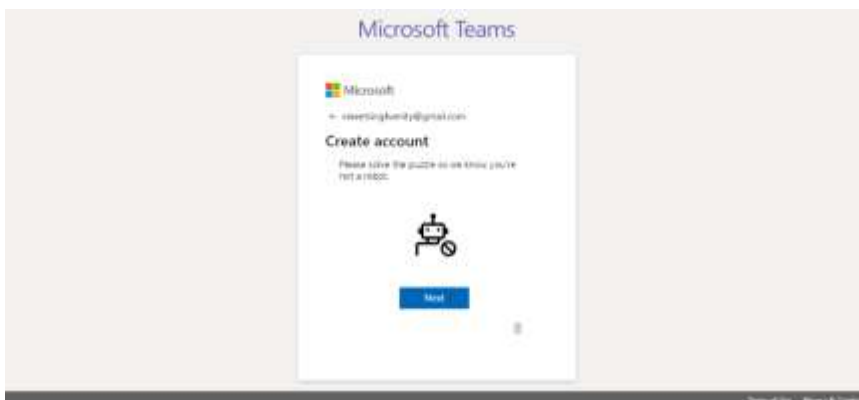 Microsoft Teams
Microsoft
Create account
Please solve the puzzle so we know you're
not a robot.
Next